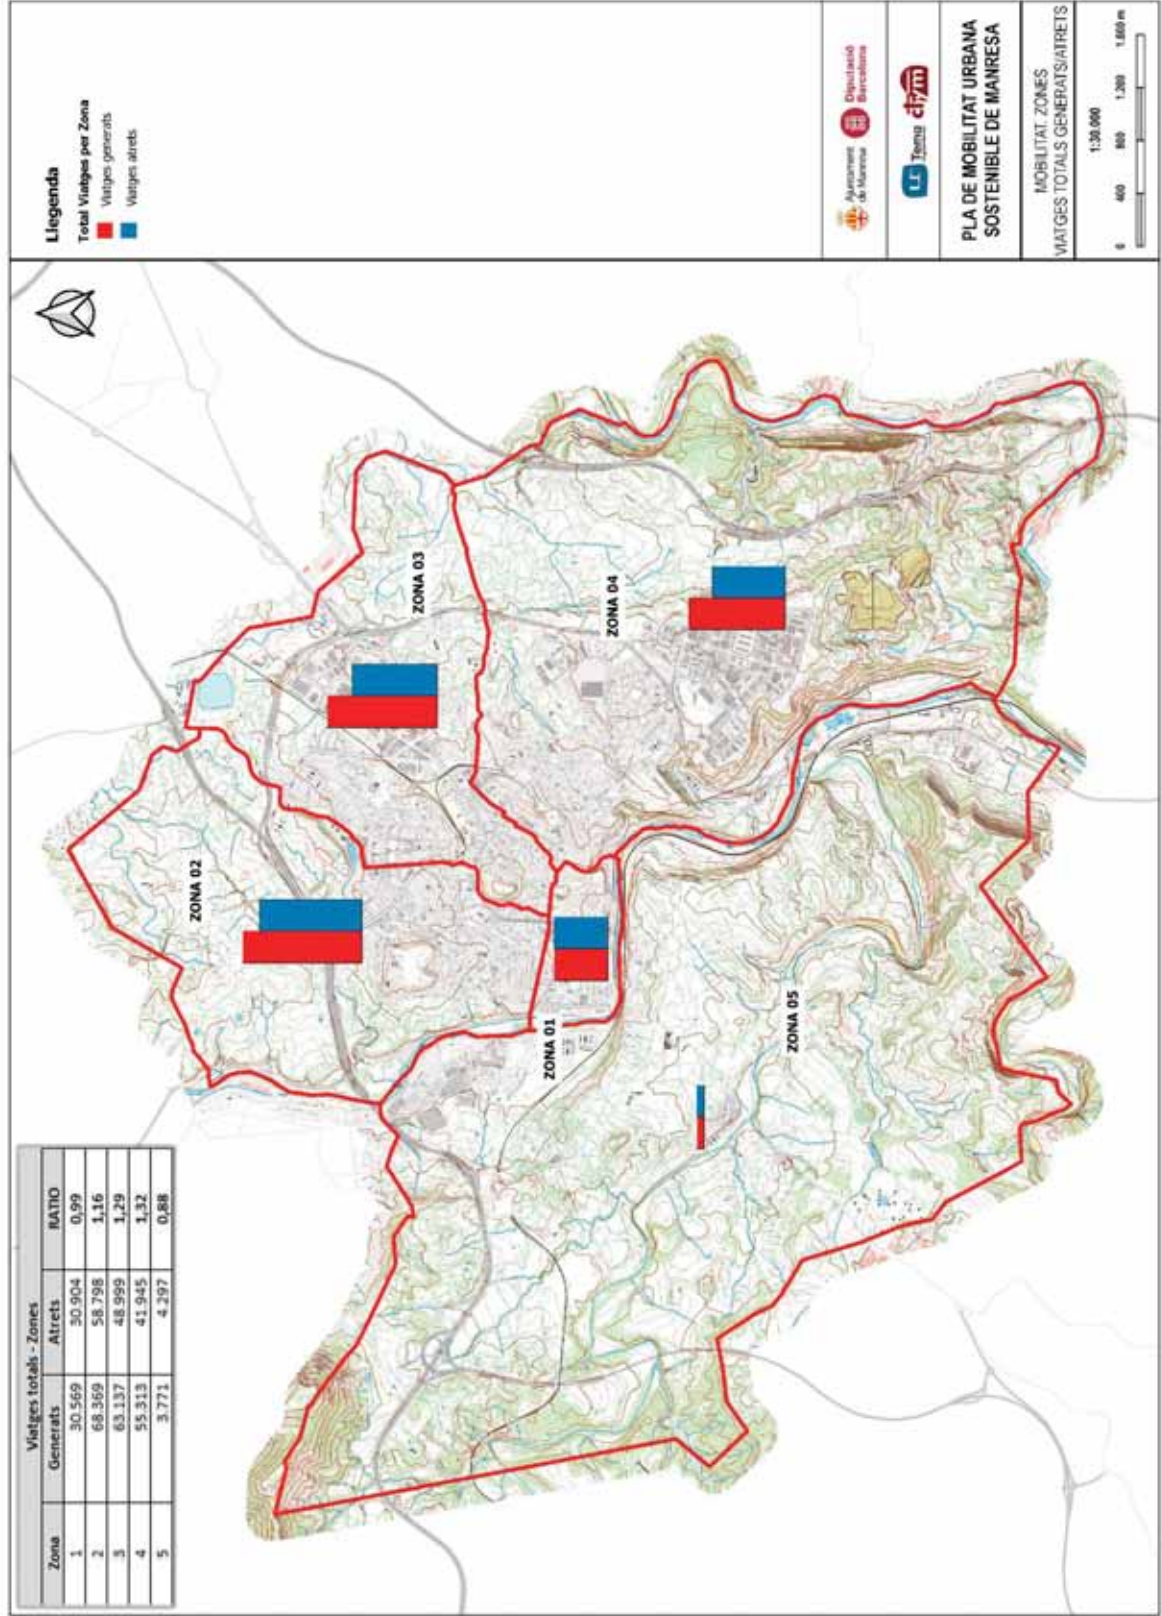 Viatges totals - Zones
Zona Generats Atrets RATIO
1 30.569 30.904 0,99
2 68.369 58.798 1,16
3 63.137 48.999 1,29
4 55.313 41.945 1,32
5 3.771 4.297 0,88
ZONA 02
ZONA 03
ZONA 01
ZONA 04
ZONA 05
Llegenda
Total Viatges per Zona
Viatges generats
Viatges atrets
Ajuntament
de Manresa
Diputació
Barcelona
Tema
PLA DE MOBILITAT URBANA
SOSTENIBLE DE MANRESA
MOBILITAT. ZONES
VIATGES TOTALS GENERATS/ATRETS
1:30.000
0 400 800 1.200 1.600 m